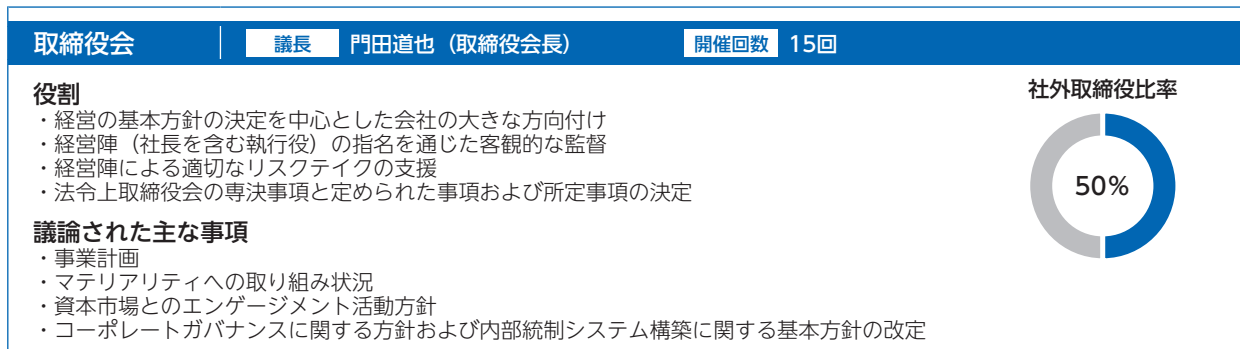 取締役会 議長 門田道也（取締役会長） 開催回数 15回
役割
・経営の基本方針の決定を中心とした会社の大きな方向付け
・経営陣（社長を含む執行役）の指名を通じた客観的な監督
・経営陣による適切なリスクテイクの支援
・法令上取締役会の専決事項と定められた事項および所定事項の決定
議論された主な事項
・事業計画
・マテリアリティへの取り組み状況
・資本市場とのエンゲージメント活動方針
・コーポレートガバナンスに関する方針および内部統制システム構築に関する基本方針の改定
社外取締役比率
50%